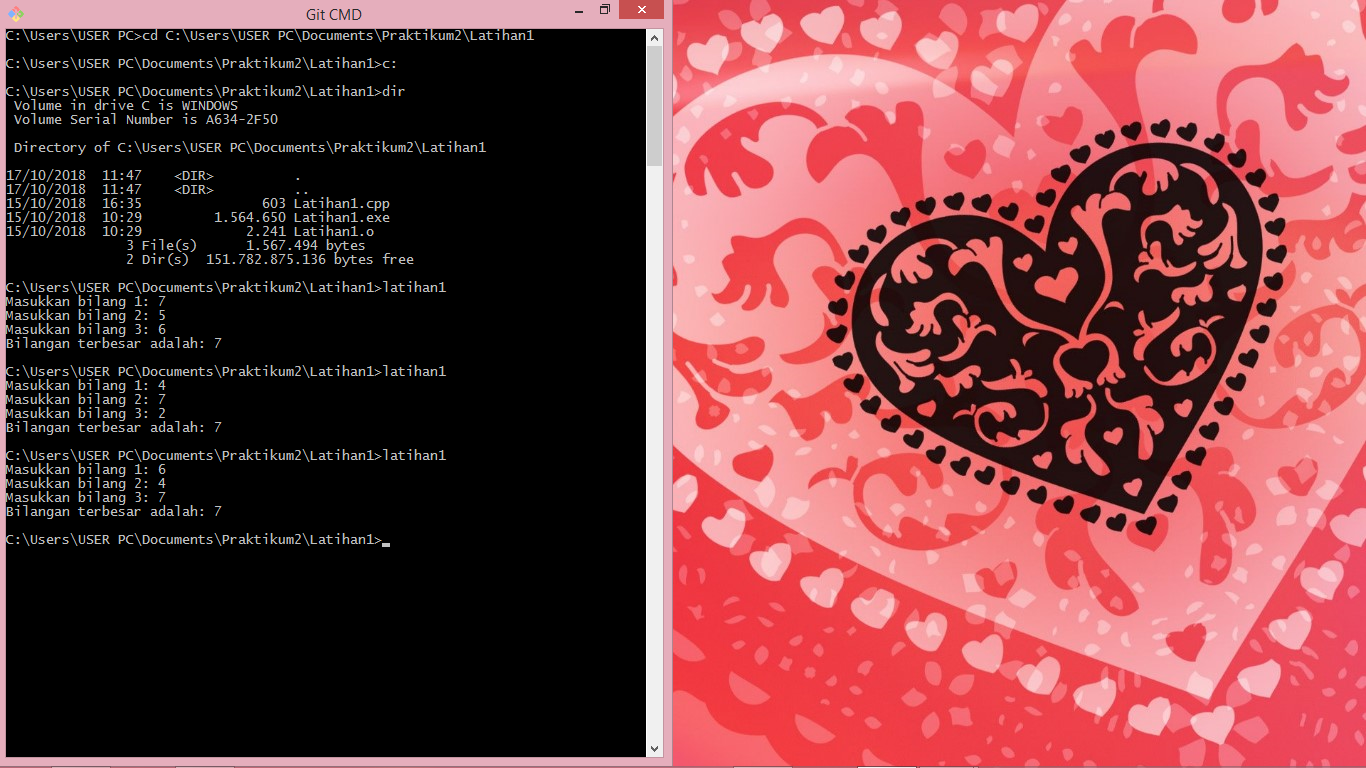 Git CMD
C:\Users\USER PC>cd C:\Users\USER PC\Documents\Praktikum2\Latihan1
C:\Users\USER PC\Documents\Praktikum2\Latihan1>c:
C:\Users\USER PC\Documents\Praktikum2\Latihan1>dir
Volume in drive C is WINDOWS
Volume Serial Number is A634-2F50
Directory of C:\Users\USER PC\Documents\Praktikum2\Latihan1
17/10/2018  11:47    <DIR>          .
17/10/2018  11:47    <DIR>          ..
15/10/2018  16:35               603 Latihan1.cpp
15/10/2018  10:29         1.564.650 Latihan1.exe
15/10/2018  10:29             2.241 Latihan1.o
3 File(s)      1.567.494 bytes
2 Dir(s)  151.782.875.136 bytes free
C:\Users\USER PC\Documents\Praktikum2\Latihan1>latihan1
Masukkan bilang 1: 7
Masukkan bilang 2: 5
Masukkan bilang 3: 6
Bilangan terbesar adalah: 7
C:\Users\USER PC\Documents\Praktikum2\Latihan1>latihan1
Masukkan bilang 1: 4
Masukkan bilang 2: 7
Masukkan bilang 3: 2
Bilangan terbesar adalah: 7
C:\Users\USER PC\Documents\Praktikum2\Latihan1>latihan1
Masukkan bilang 1: 6
Masukkan bilang 2: 4
Masukkan bilang 3: 7
Bilangan terbesar adalah: 7
C:\Users\USER PC\Documents\Praktikum2\Latihan1>